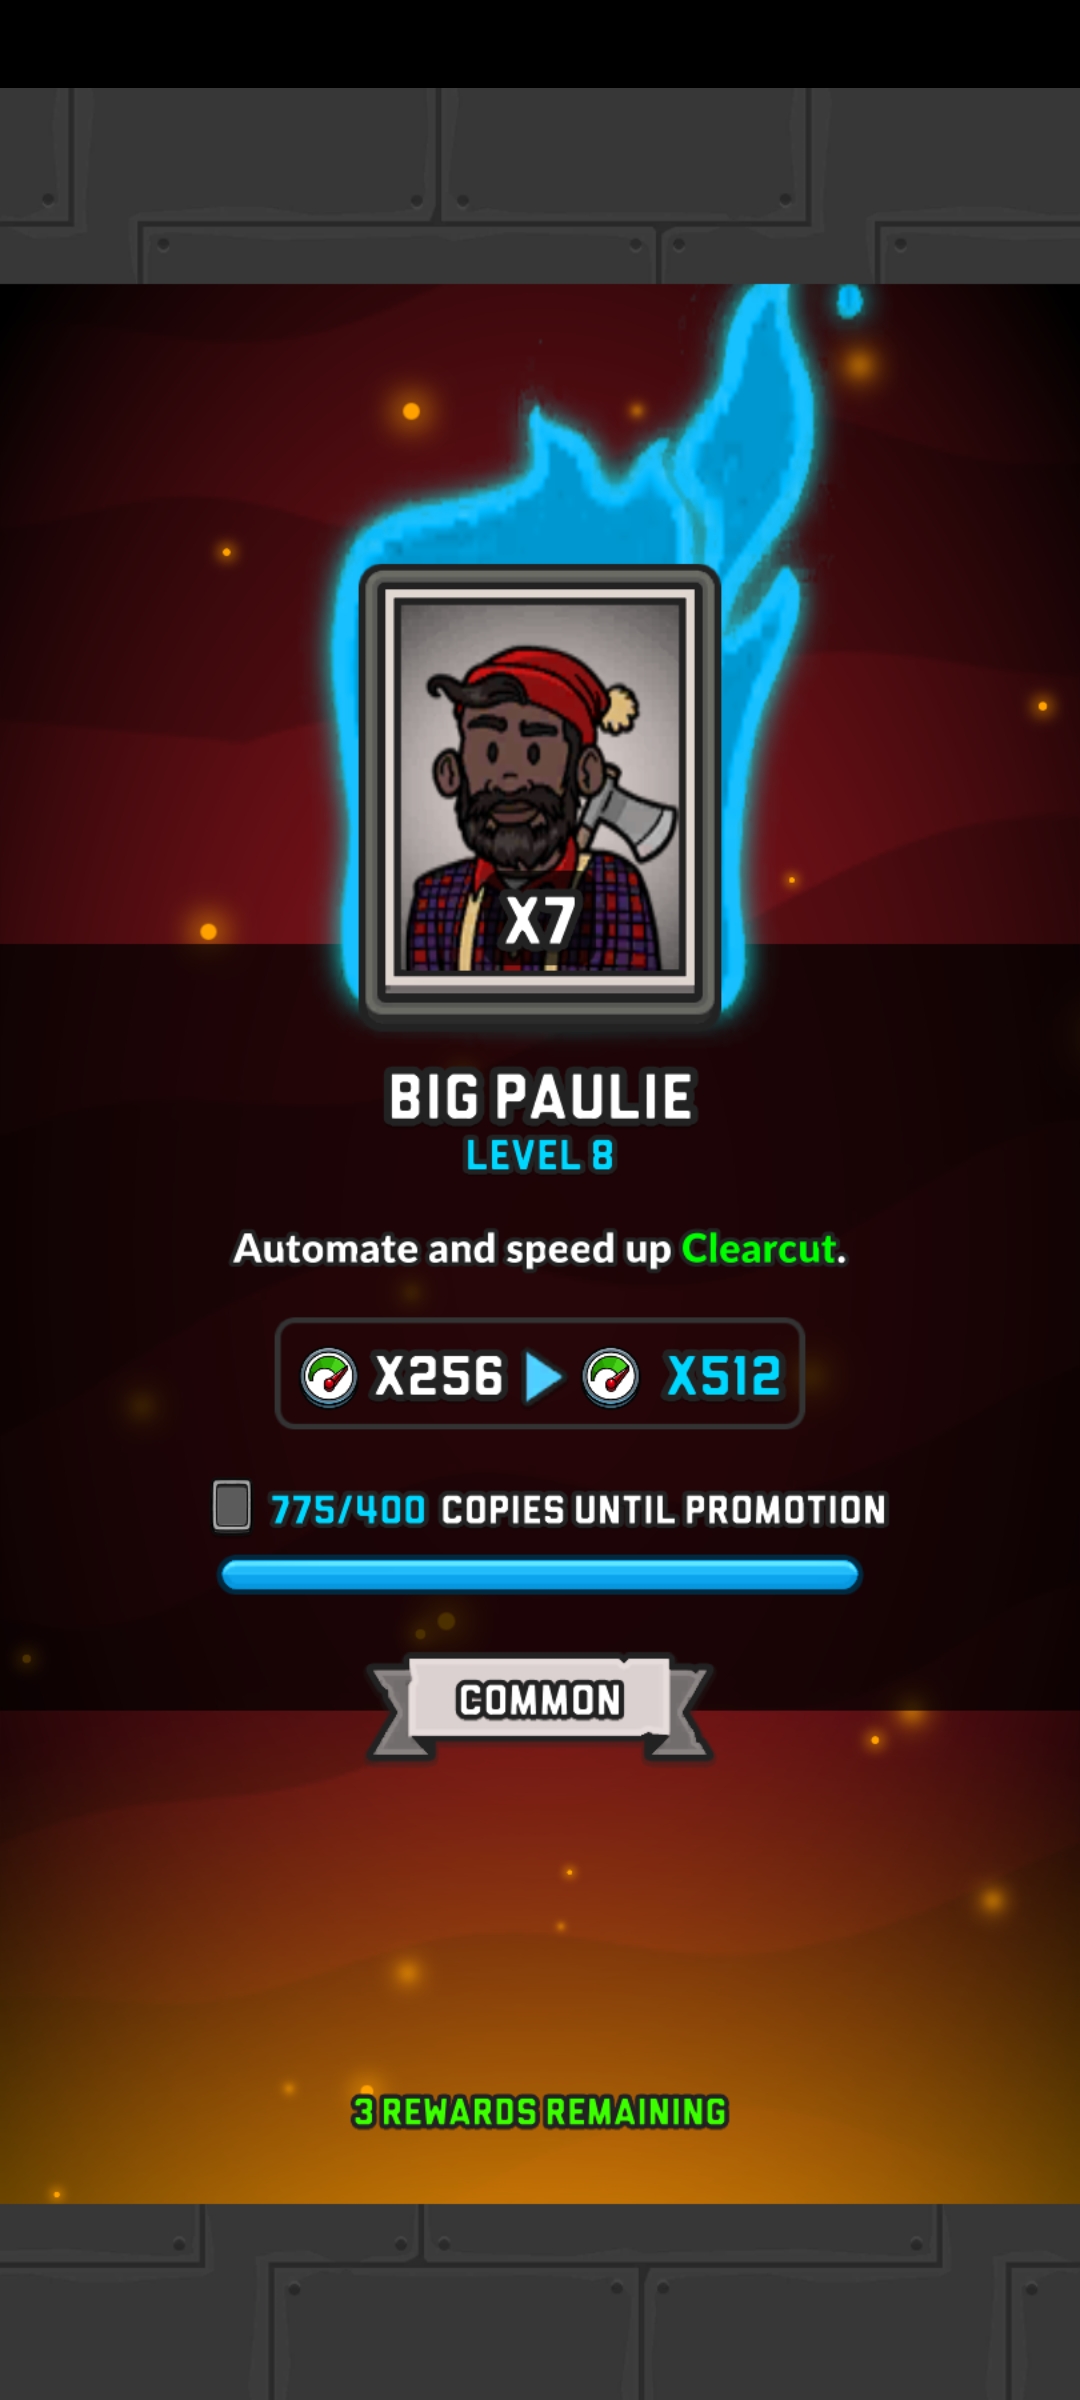 X7
BIG PAULIE
LEVEL 8
Automate and speed up Clearcut.
X256 X512
775/400 COPIES UNTIL PROMOTION
COMMON
3 REWARDS REMAINING